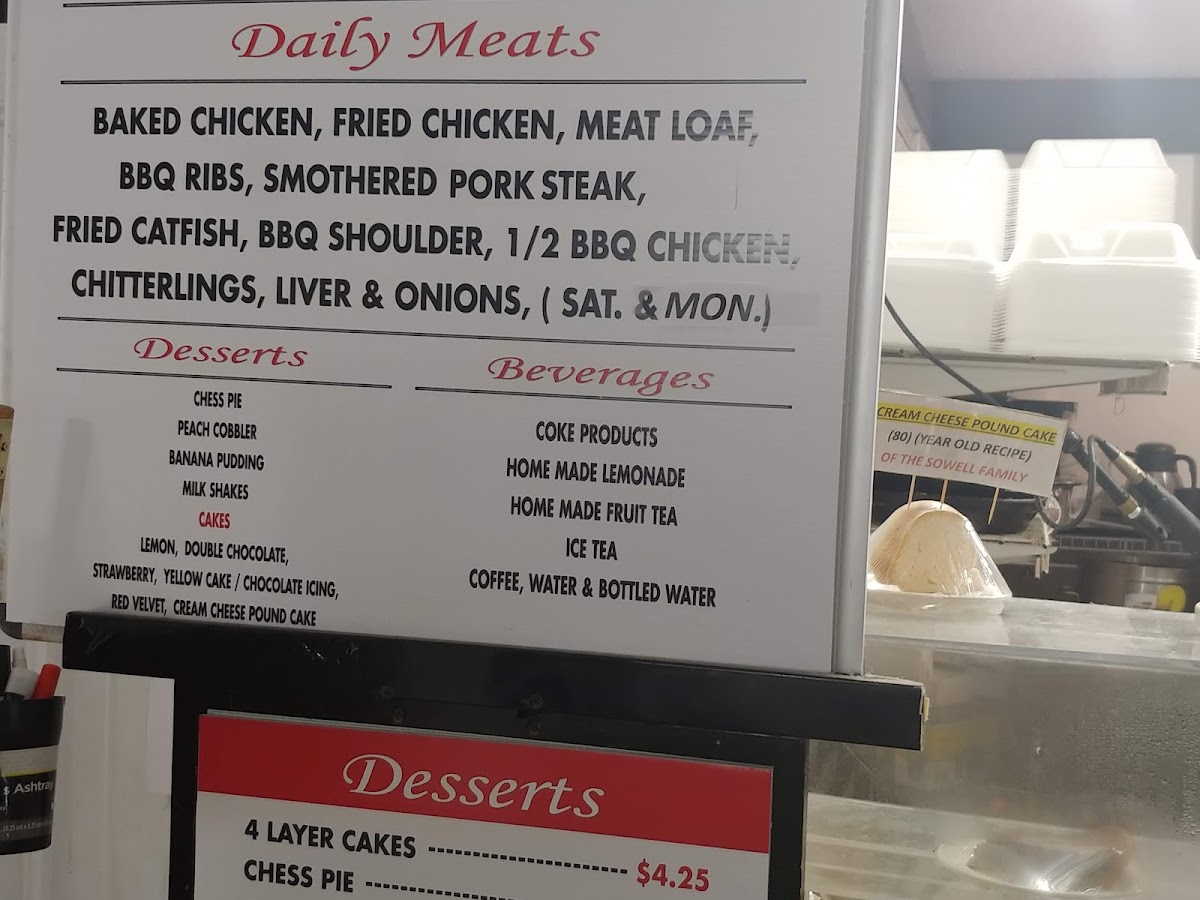 Daily Meats
BAKED CHICKEN, FRIED CHICKEN, MEAT LOAF,
BBQ RIBS, SMOTHERED PORK STEAK,
FRIED CATFISH, BBQ SHOULDER, 1/2 BBQ CHICKEN,
CHITTERLINGS, LIVER & ONIONS, ( SAT. & MON.)
Desserts
CHESS PIE
PEACH COBBLER
BANANA PUDDING
MILK SHAKES
CAKES
LEMON, DOUBLE CHOCOLATE,
STRAWBERRY, YELLOW CAKE / CHOCOLATE ICING,
RED VELVET, CREAM CHEESE POUND CAKE
Beverages
COKE PRODUCTS
HOME MADE LEMONADE
HOME MADE FRUIT TEA
ICE TEA
COFFEE, WATER & BOTTLED WATER
CREAM CHEESE POUND CAKE
(80) (YEAR OLD RECIPE)
OF THE SOWELL FAMILY
Desserts
4 LAYER CAKES ---------------------- $4.25
CHESS PIE ----------------
s Ashtray